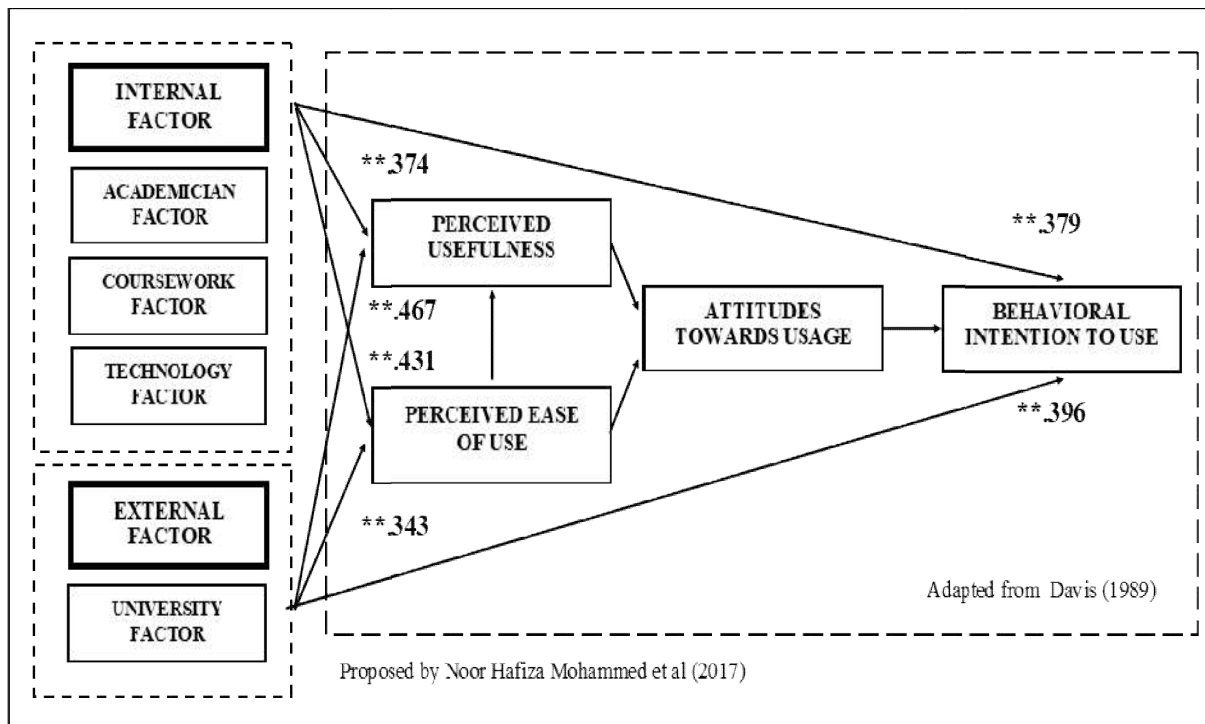 INTERNAL
FACTOR
ACADEMICIAN
FACTOR
COURSEWORK
FACTOR
TECHNOLOGY
FACTOR
EXTERNAL
FACTOR
UNIVERSITY
FACTOR
**.374
PERCEIVED
USEFULNESS
**.467
**.431
PERCEIVED EASE
OF USE
**.343
ATTITUDES
TOWARDS USAGE
**.379
BEHAVIORAL
INTENTION TO USE
**.396
Adapted from Davis (1989)
Proposed by Noor Hafiza Mohammed et al (2017)